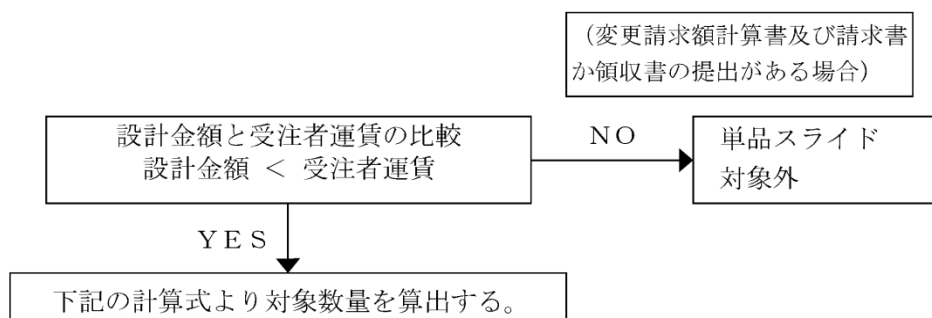 （変更請求額計算書及び請求書
か領収書の提出がある場合）
設計金額と受注者運賃の比較
設計金額 ＜ 受注者運賃
ＮＯ
単品スライド
対象外
ＹＥＳ
下記の計算式より対象数量を算出する。